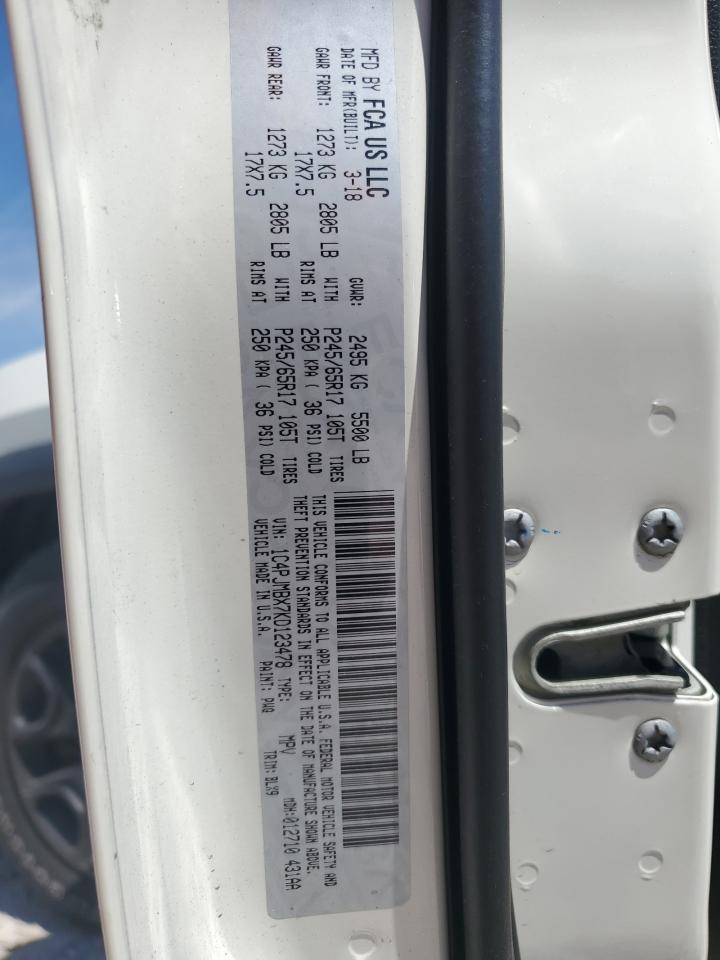 MFD BY FCA US LLC
DATE OF MFR(BUILT): 3-18 GVWR: 2495 KG 5500 LB
GAWR FRONT: 1273 KG 2805 LB WITH P245/65R17 105T TIRES
17X7.5 RIMS AT 250 KPA ( 36 PSI) COLD
GAWR REAR: 1273 KG 2805 LB WITH P245/65R17 105T TIRES
17X7.5 RIMS AT 250 KPA ( 36 PSI) COLD
THIS VEHICLE CONFORMS TO ALL APPLICABLE U.S.A. FEDERAL MOTOR VEHICLE SAFETY AND
THEFT PREVENTION STANDARDS IN EFFECT ON THE DATE OF MANUFACTURE SHOWN ABOVE.
VIN: 1C4PJMBX7KD123478 TYPE: MPV MDH:012710 431AA
VEHICLE MADE IN U.S.A. PAINT: PWQ TRIM: BLX9